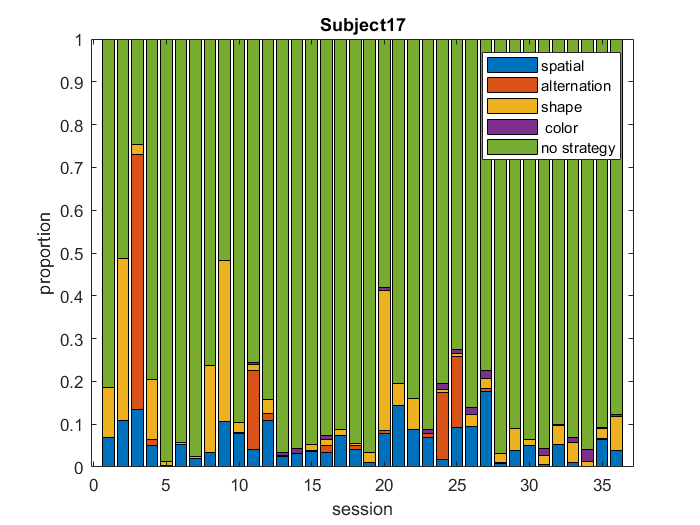 Subject17
1
0.9
0.8
0.7
0.6
0.5
0.4
0.3
0.2
0.1
0
proportion
spatial
alternation
shape
color
no strategy
0 5 10 15 20 25 30 35
session